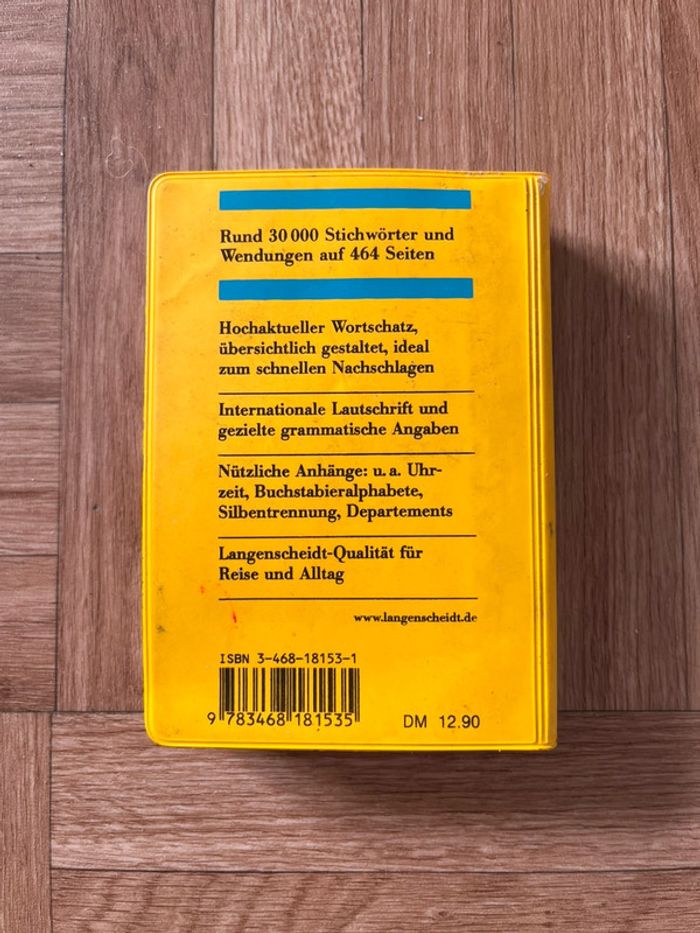 Rund 30 000 Stichwörter und
Wendungen auf 464 Seiten
Hochaktueller Wortschatz,
übersichtlich gestaltet, ideal
zum schnellen Nachschlagen
Internationale Lautschrift und
gezielte grammatische Angaben
Nützliche Anhänge: u. a. Uhr-
zeit, Buchstabieralphabete,
Silbentrennung, Departements
Langenscheidt-Qualität für
Reise und Alltag
www.langenscheidt.de
ISBN 3-468-18153-1
9 783468 181535
DM 12.90